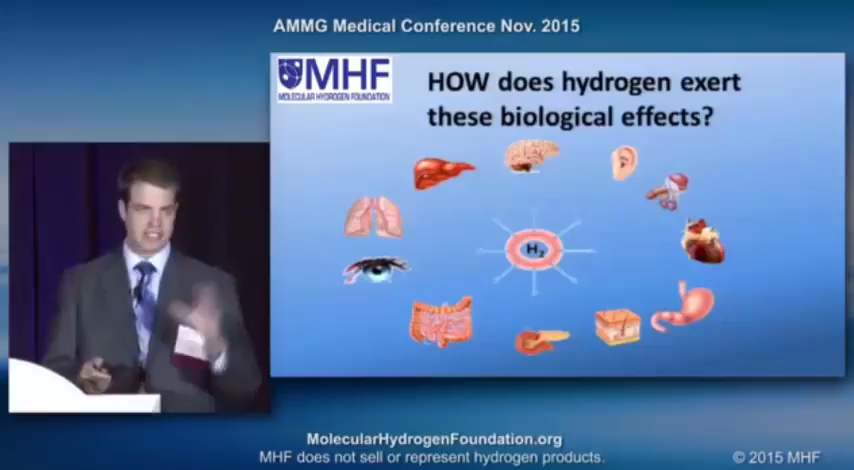 AMMG Medical Conference Nov. 2015
MHF
MOLECULAR HYDROGEN FOUNDATION
HOW does hydrogen exert
these biological effects?
H₂
MolecularHydrogenFoundation.org
MHF does not sell or represent hydrogen products.
© 2015 MHF